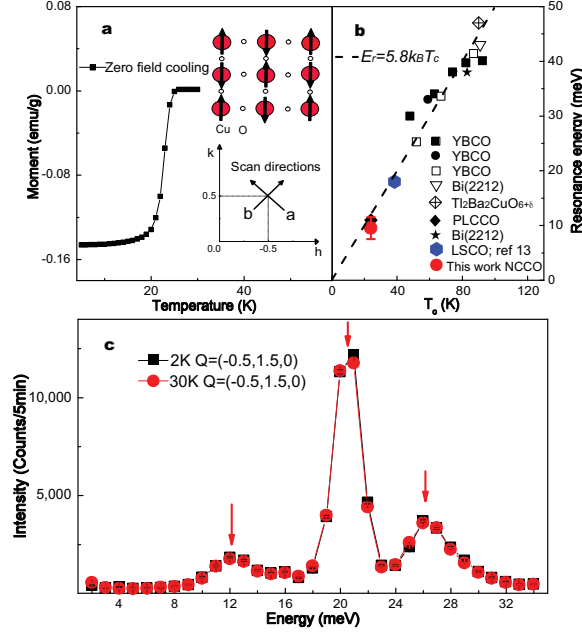 a
Zero field cooling
Cu O
k
Scan directions
0.5
b a
0.0 -0.5 h
0.08
0.00
-0.08
-0.16
Moment (emu/g)
0 20 40
Temperature (K)
b
E_r=5.8k_BT_c
YBCO
YBCO
YBCO
Bi(2212)
Tl2Ba2CuO6+δ
PLCCO
Bi(2212)
LSCO; ref 13
This work NCCO
50
40
30
20
10
0
Resonance energy (meV)
0 40 80 120
T_c (K)
c
2K Q=(-0.5,1.5,0)
30K Q=(-0.5,1.5,0)
10,000
5,000
Intensity (Counts/5min)
4 8 12 16 20 24 28 32
Energy (meV)